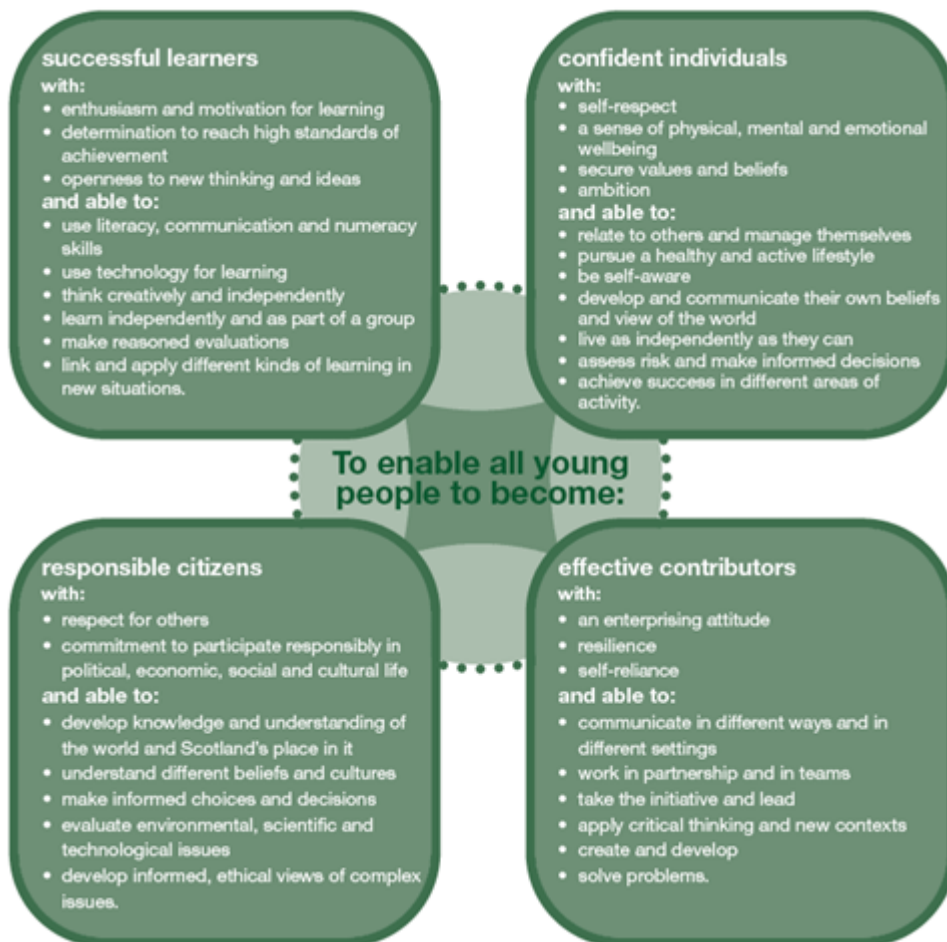 successful learners
with:
• enthusiasm and motivation for learning
• determination to reach high standards of
achievement
• openness to new thinking and ideas
and able to:
• use literacy, communication and numeracy
skills
• use technology for learning
• think creatively and independently
• learn independently and as part of a group
• make reasoned evaluations
• link and apply different kinds of learning in
new situations.
confident individuals
with:
• self-respect
• a sense of physical, mental and emotional
wellbeing
• secure values and beliefs
• ambition
and able to:
• relate to others and manage themselves
• pursue a healthy and active lifestyle
• be self-aware
• develop and communicate their own beliefs
and view of the world
• live as independently as they can
• assess risk and make informed decisions
• achieve success in different areas of
activity.
To enable all young
people to become:
responsible citizens
with:
• respect for others
• commitment to participate responsibly in
political, economic, social and cultural life
and able to:
• develop knowledge and understanding of
the world and Scotland's place in it
• understand different beliefs and cultures
• make informed choices and decisions
• evaluate environmental, scientific and
technological issues
• develop informed, ethical views of complex
issues.
effective contributors
with:
• an enterprising attitude
• resilience
• self-reliance
and able to:
• communicate in different ways and in
different settings
• work in partnership and in teams
• take the initiative and lead
• apply critical thinking and new contexts
• create and develop
• solve problems.